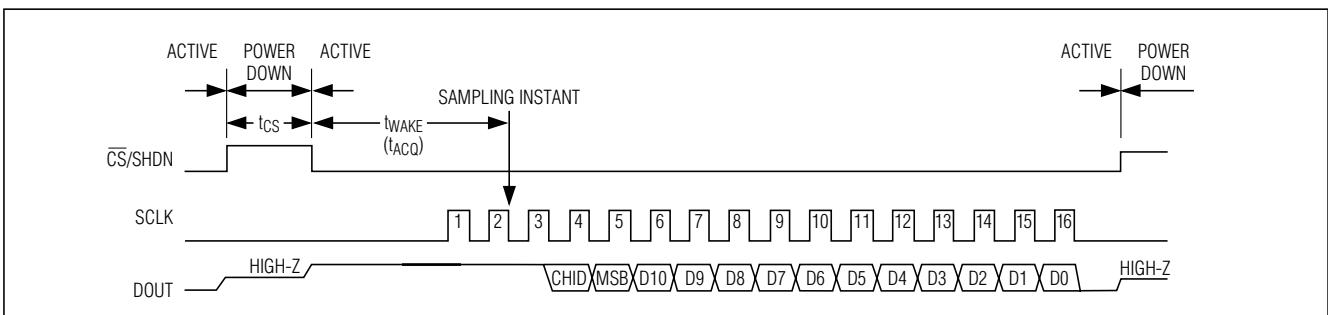 ACTIVE POWER DOWN ACTIVE ACTIVE POWER DOWN
SAMPLING INSTANT
tCS tWAKE (tACQ)
CS/SHDN
SCLK 1 2 3 4 5 6 7 8 9 10 11 12 13 14 15 16
DOUT HIGH-Z CHID MSB D10 D9 D8 D7 D6 D5 D4 D3 D2 D1 D0 HIGH-Z